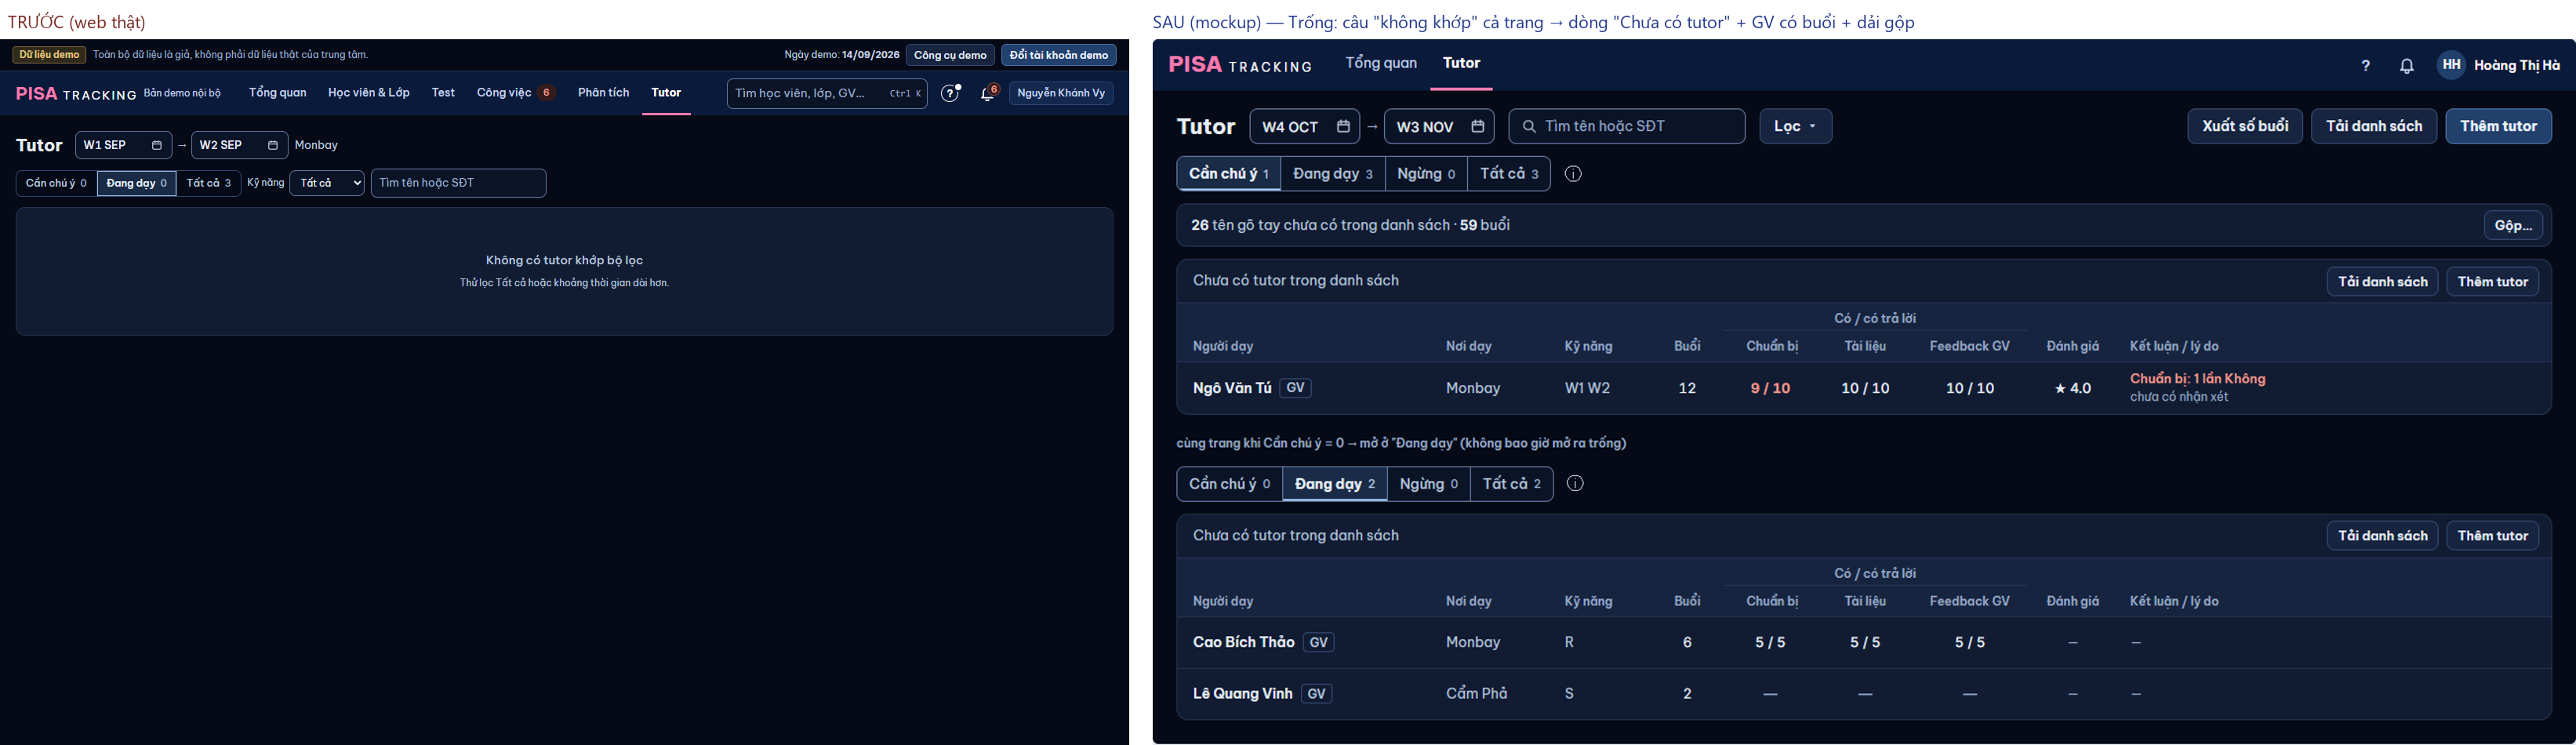 TRƯỚC (web thật)
Dữ liệu demo Toàn bộ dữ liệu là giả, không phải dữ liệu thật của trung tâm. Ngày demo: 14/09/2026 Công cụ demo Đổi tài khoản demo
PISA TRACKING Bản demo nội bộ Tổng quan Học viên & Lớp Test Công việc 6 Phân tích Tutor Tìm học viên, lớp, GV... Ctrl K ? 6 Nguyễn Khánh Vy
Tutor W1 SEP → W2 SEP Monbay
Cần chú ý 0 Đang dạy 0 Tất cả 3 Kỹ năng Tất cả Tìm tên hoặc SĐT
Không có tutor khớp bộ lọc
Thử lọc Tất cả hoặc khoảng thời gian dài hơn.
SAU (mockup) — Trống: câu "không khớp" cả trang → dòng "Chưa có tutor" + GV có buổi + dải gộp
PISA TRACKING Tổng quan Tutor ? HH Hoàng Thị Hà
Tutor W4 OCT → W3 NOV Tìm tên hoặc SĐT Lọc Xuất số buổi Tải danh sách Thêm tutor
Cần chú ý 1 Đang dạy 3 Ngừng 0 Tất cả 3 ⓘ
26 tên gõ tay chưa có trong danh sách · 59 buổi Gộp...
Chưa có tutor trong danh sách Tải danh sách Thêm tutor
Có / có trả lời
Người dạy Nơi dạy Kỹ năng Buổi Chuẩn bị Tài liệu Feedback GV Đánh giá Kết luận / lý do
Ngô Văn Tú GV Monbay W1 W2 12 9 / 10 10 / 10 10 / 10 ★ 4.0 Chuẩn bị: 1 lần Không
chưa có nhận xét
cùng trang khi Cần chú ý = 0 → mở ở "Đang dạy" (không bao giờ mở ra trống)
Cần chú ý 0 Đang dạy 2 Ngừng 0 Tất cả 2 ⓘ
Chưa có tutor trong danh sách Tải danh sách Thêm tutor
Có / có trả lời
Người dạy Nơi dạy Kỹ năng Buổi Chuẩn bị Tài liệu Feedback GV Đánh giá Kết luận / lý do
Cao Bích Thảo GV Monbay R 6 5 / 5 5 / 5 5 / 5 — —
Lê Quang Vinh GV Cẩm Phả S 2 — — — — —